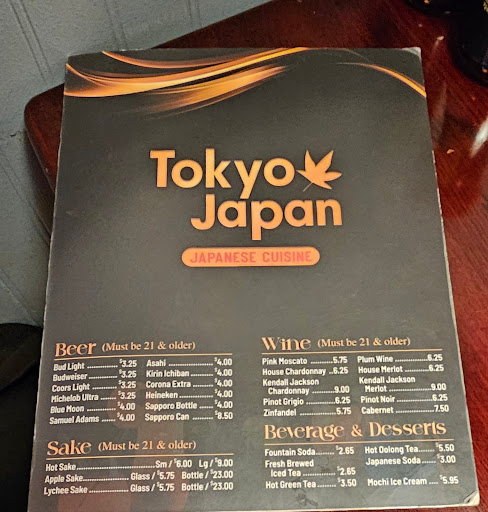 Tokyo
Japan
JAPANESE CUISINE
Beer (Must be 21 & older)
Bud Light ............... $3.25
Budweiser ............... $3.25
Coors Light ............. $3.25
Michelob Ultra ........ $3.25
Blue Moon .............. $4.00
Samuel Adams ..... $4.00
Asahi ..................... $4.00
Kirin Ichiban .......... $4.00
Corona Extra ......... $4.00
Heineken ............... $4.00
Sapporo Bottle ..... $4.00
Sapporo Can ......... $8.50
Sake (Must be 21 & older)
Hot Sake ........................ Sm / $6.00 Lg / $9.00
Apple Sake ............. Glass / $5.75 Bottle / $23.00
Lychee Sake ........... Glass / $5.75 Bottle / $23.00
Wine (Must be 21 & older)
Pink Moscato ......... 5.75
House Chardonnay .. 6.25
Kendall Jackson
Chardonnay ............ 9.00
Pinot Grigio ............ 6.25
Zinfandel ................ 5.75
Plum Wine ............... 6.25
House Merlot .......... 6.25
Kendall Jackson
Merlot ................... 9.00
Pinot Noir ............... 6.25
Cabernet ................. 7.50
Beverage & Desserts
Fountain Soda ......... $2.65
Fresh Brewed
Iced Tea ................ $2.65
Hot Green Tea ......... $3.50
Hot Oolong Tea ...... $5.50
Japanese Soda ..... $3.00
Mochi Ice Cream .... $5.95